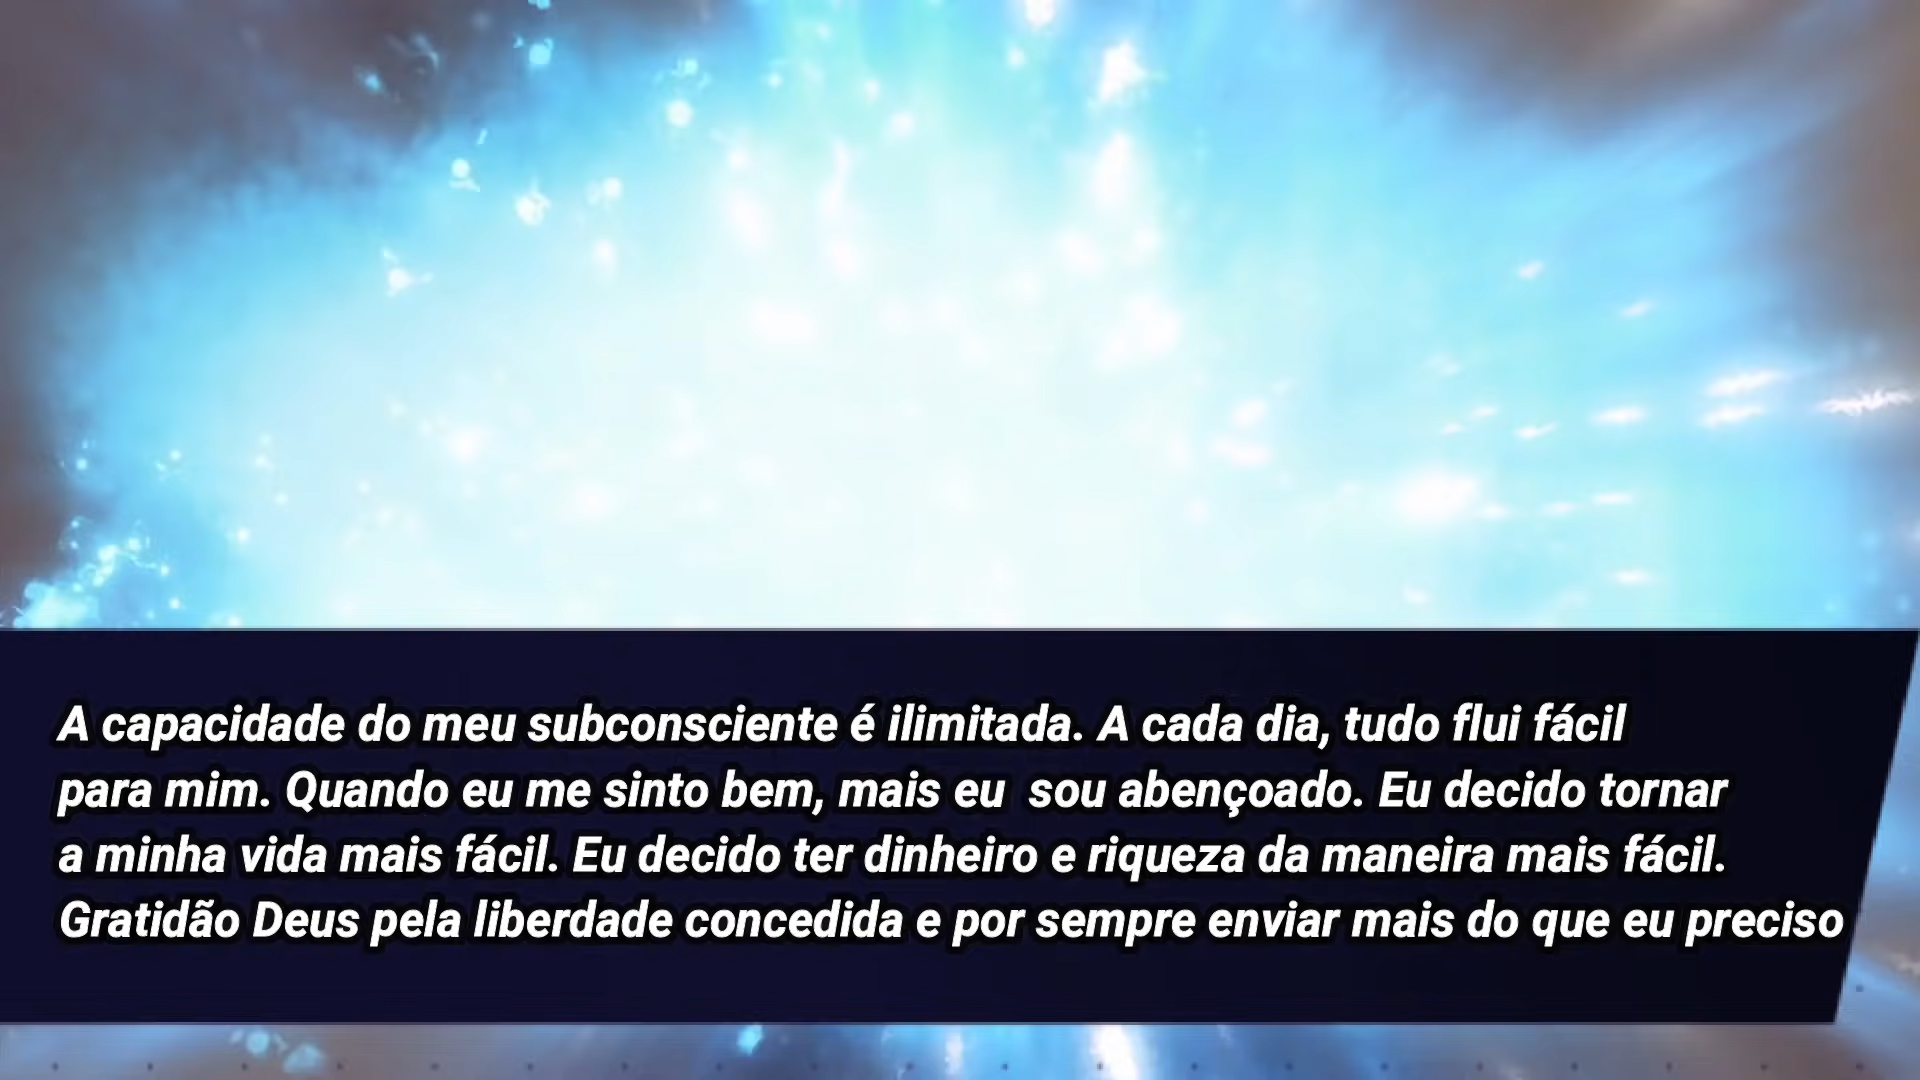 A capacidade do meu subconsciente é ilimitada. A cada dia, tudo flui fácil
para mim. Quando eu me sinto bem, mais eu  sou abençoado. Eu decido tornar
a minha vida mais fácil. Eu decido ter dinheiro e riqueza da maneira mais fácil.
Gratidão Deus pela liberdade concedida e por sempre enviar mais do que eu preciso